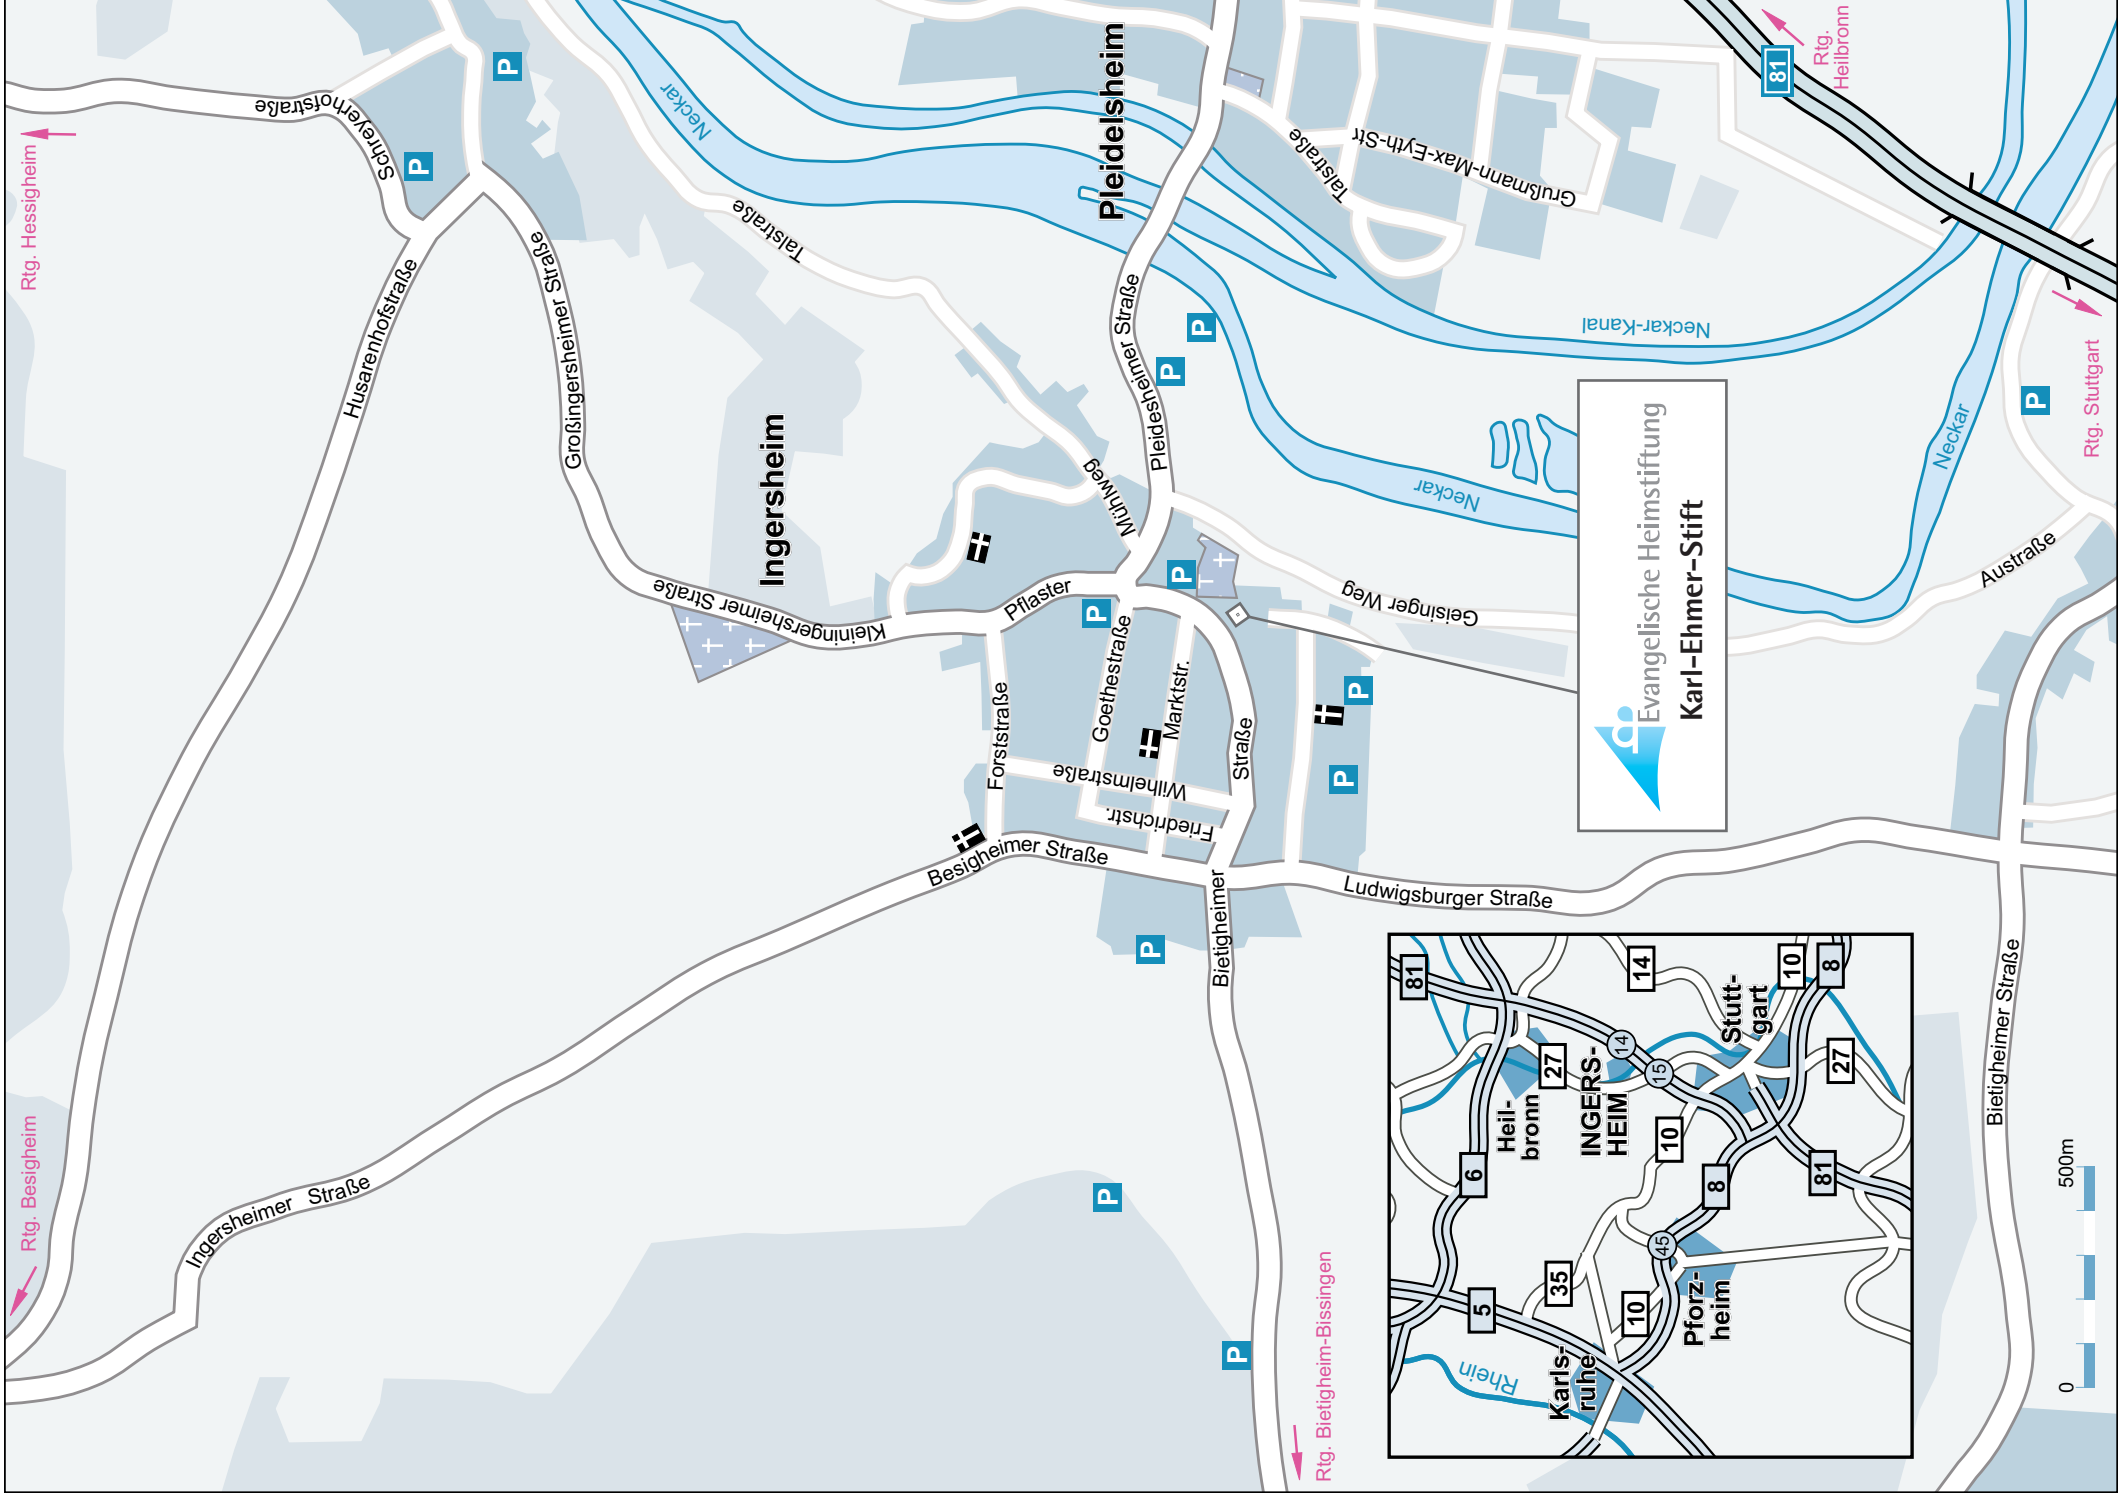 Rtg. Hessigheim
Schreyerhofstraße
P
P
Husarenhofstraße
Großingersheimer Straße
Neckar
Talstraße
Pleidelsheim
Talstraße
Grußmann-Max-Eyth-Str
81
Rtg.
Heilbronn
Rtg. Stuttgart
Neckar-Kanal
Pleidesheimer Straße
P
P
P
Neckar
Neckar
Ingersheim
Mühlweg
Kleiningersheimer Straße
Pflaster
P
P
Geisinger Weg
Austraße
Evangelische Heimstiftung
Karl-Ehmer-Stift
Forststraße
Goethestraße
Marktstr.
Wilhelmstraße
Friedrichstr.
Bietigheimer Straße
P
P
Besigheimer Straße
Ludwigsburger Straße
P
Ingersheimer Straße
Rtg. Besigheim
P
P
Rtg. Bietigheim-Bissingen
Bietigheimer Straße
81
14
10
8
Stutt-
gart
27
14
15
27
Heil-
bronn
INGERS-
HEIM
10
6
8
81
45
35
5
10
Pforz-
heim
Karls-
ruhe
Rhein
0
500m